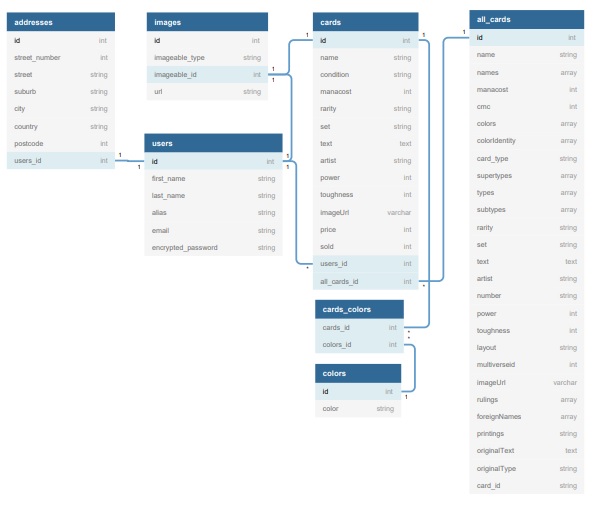 addresses
id int
street_number int
street string
suburb string
city string
country string
postcode int
users_id int
images
id int
imageable_type string
imageable_id int
url string
users
id int
first_name string
last_name string
alias string
email string
encrypted_password string
cards
id int
name string
condition string
manacost int
rarity string
set string
text text
artist string
power int
toughness int
imageUrl varchar
price int
sold int
users_id int
all_cards_id int
cards_colors
cards_id int
colors_id int
colors
id int
color string
all_cards
id int
name string
names array
manacost int
cmc int
colors array
colorIdentity array
card_type string
supertypes array
types array
subtypes array
rarity string
set string
text text
artist string
number string
power int
toughness int
layout string
multiverseid int
imageUrl varchar
rulings array
foreignNames array
printings string
originalText text
originalType string
card_id string
1
1
1
1
1
1
1
*
1
1
*
*
*
1